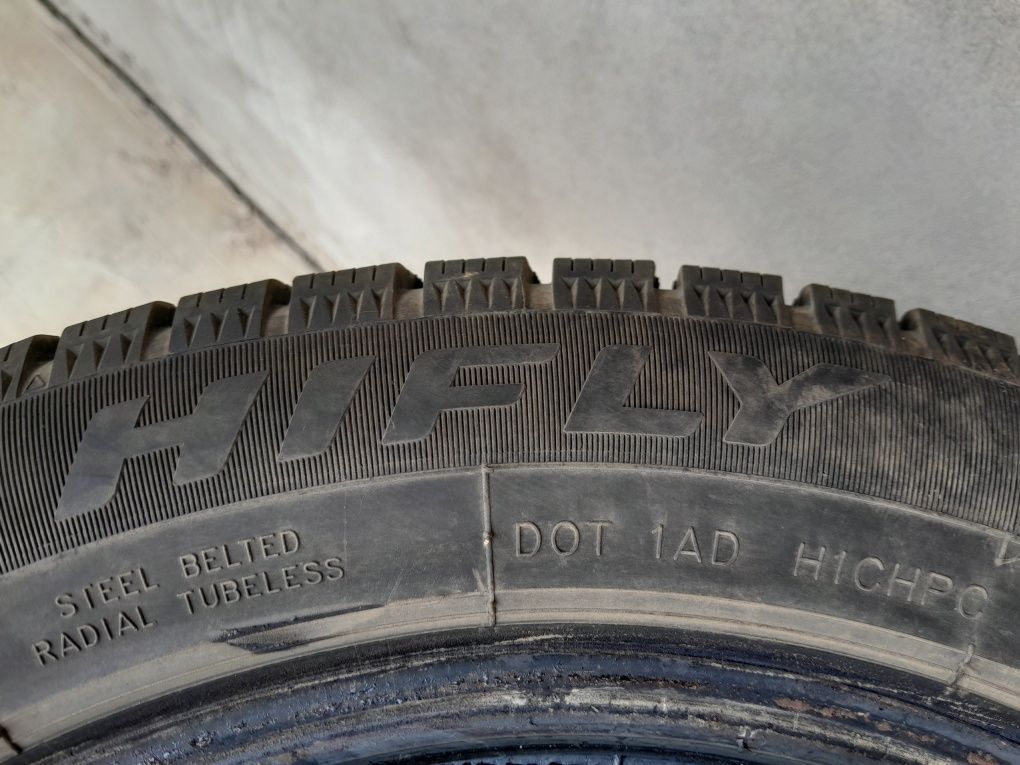 HIFLY
STEEL BELTED
RADIAL TUBELESS
DOT 1AD H1CHPC